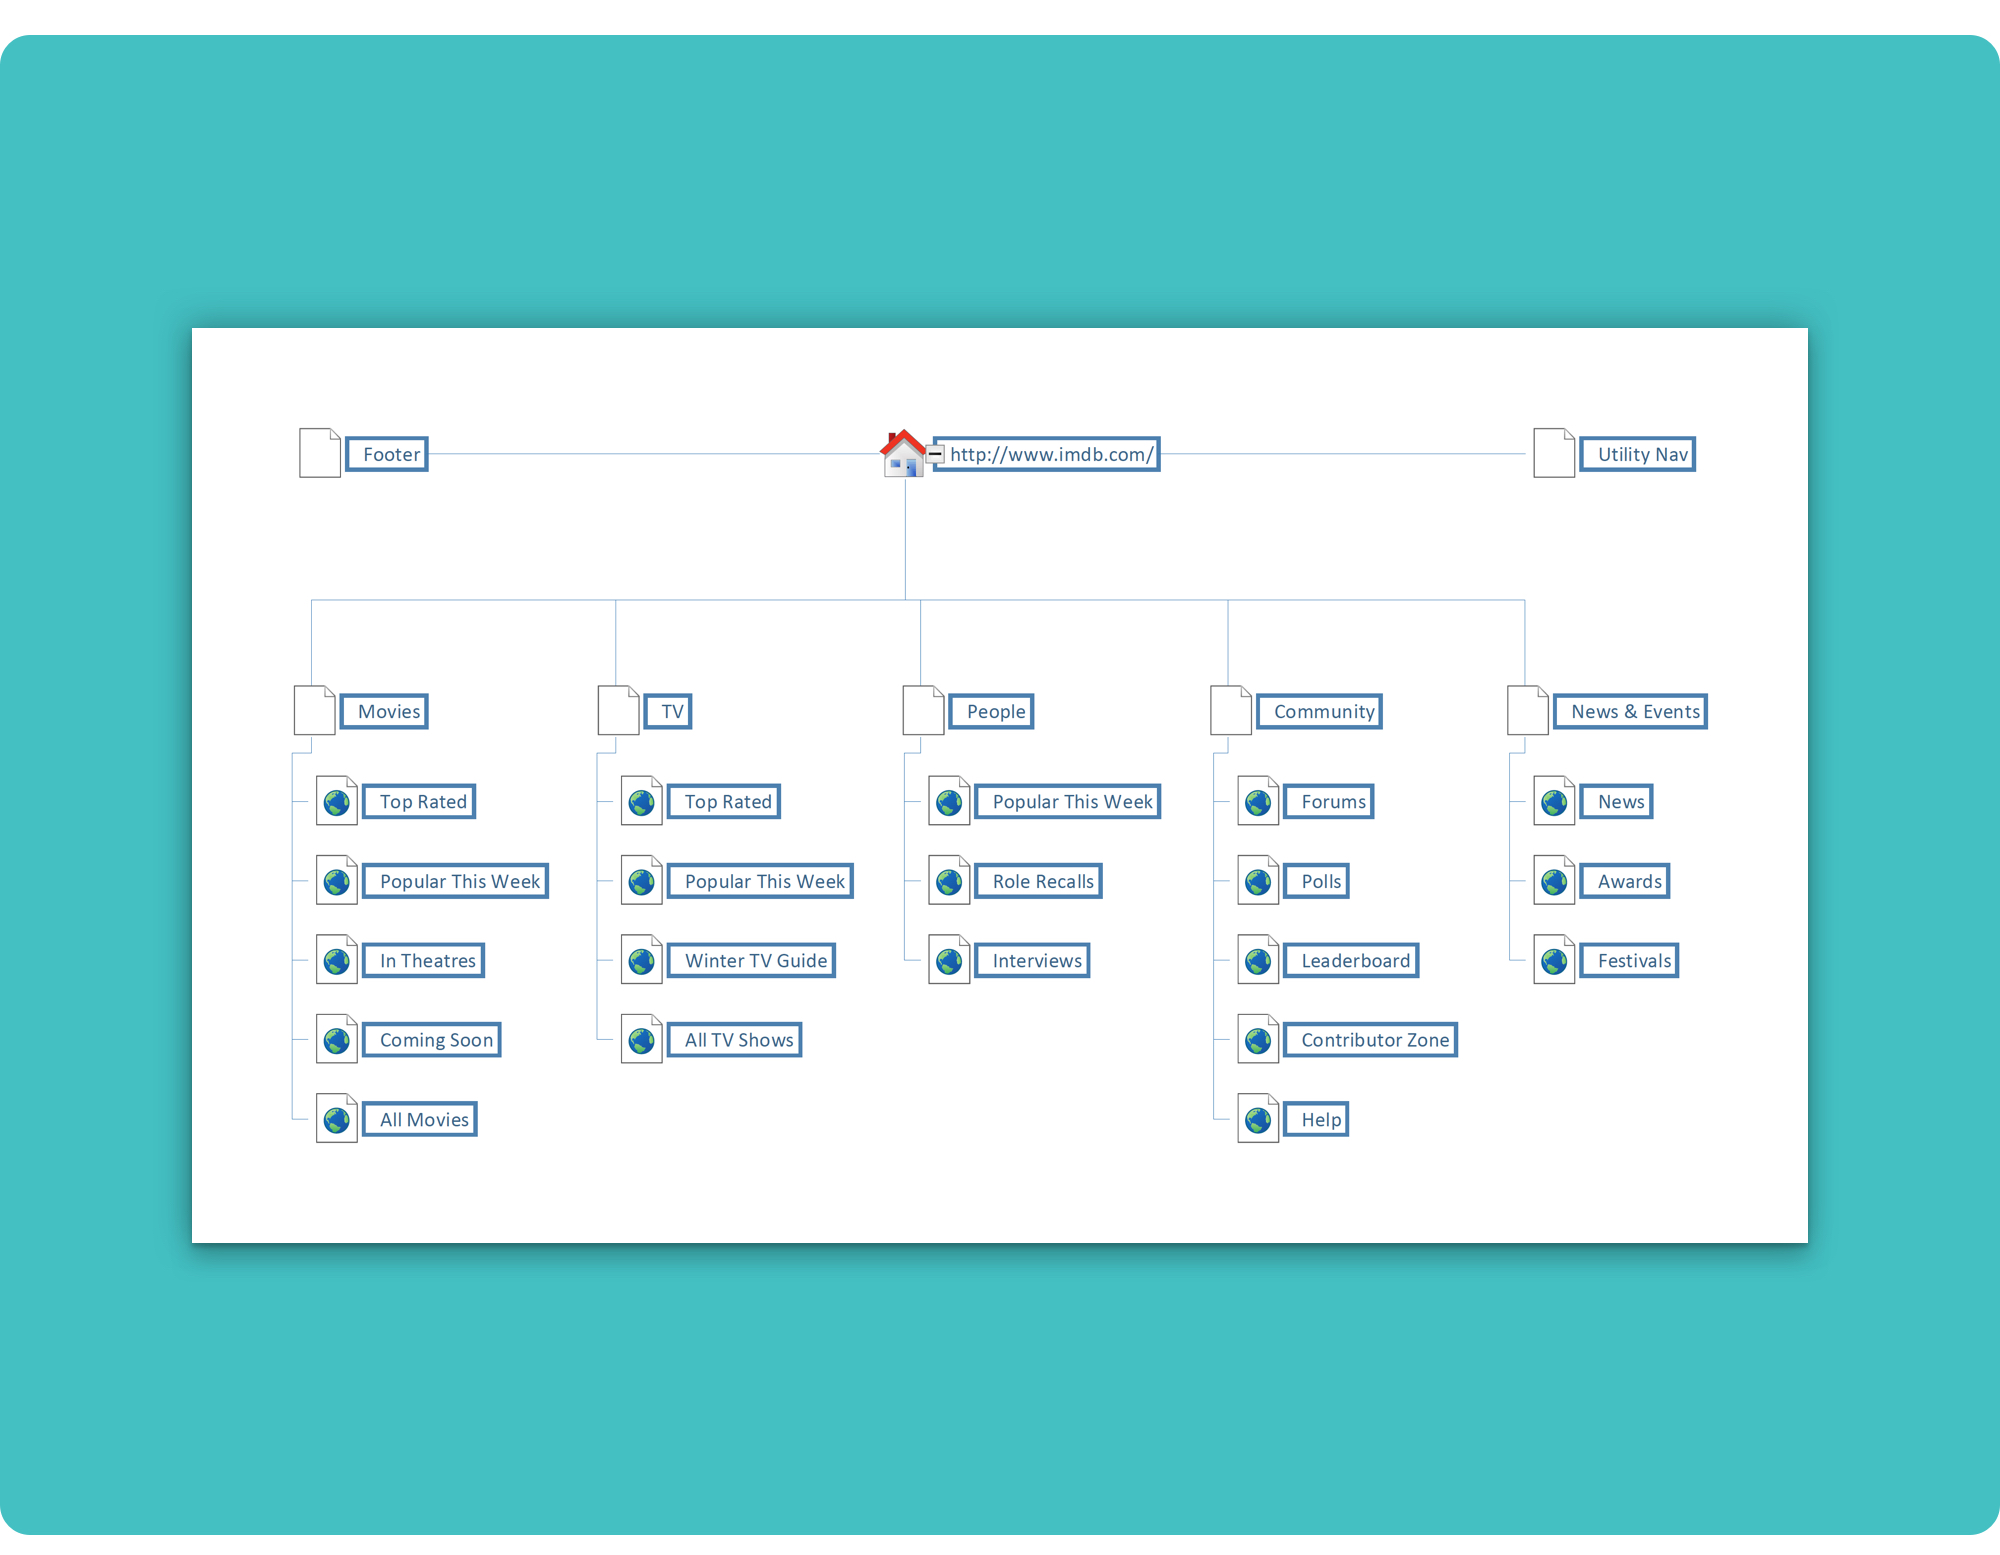 Footer
http://www.imdb.com/
Utility Nav
Movies
TV
People
Community
News & Events
Top Rated
Top Rated
Popular This Week
Forums
News
Popular This Week
Popular This Week
Role Recalls
Polls
Awards
In Theatres
Winter TV Guide
Interviews
Leaderboard
Festivals
Coming Soon
All TV Shows
Contributor Zone
All Movies
Help